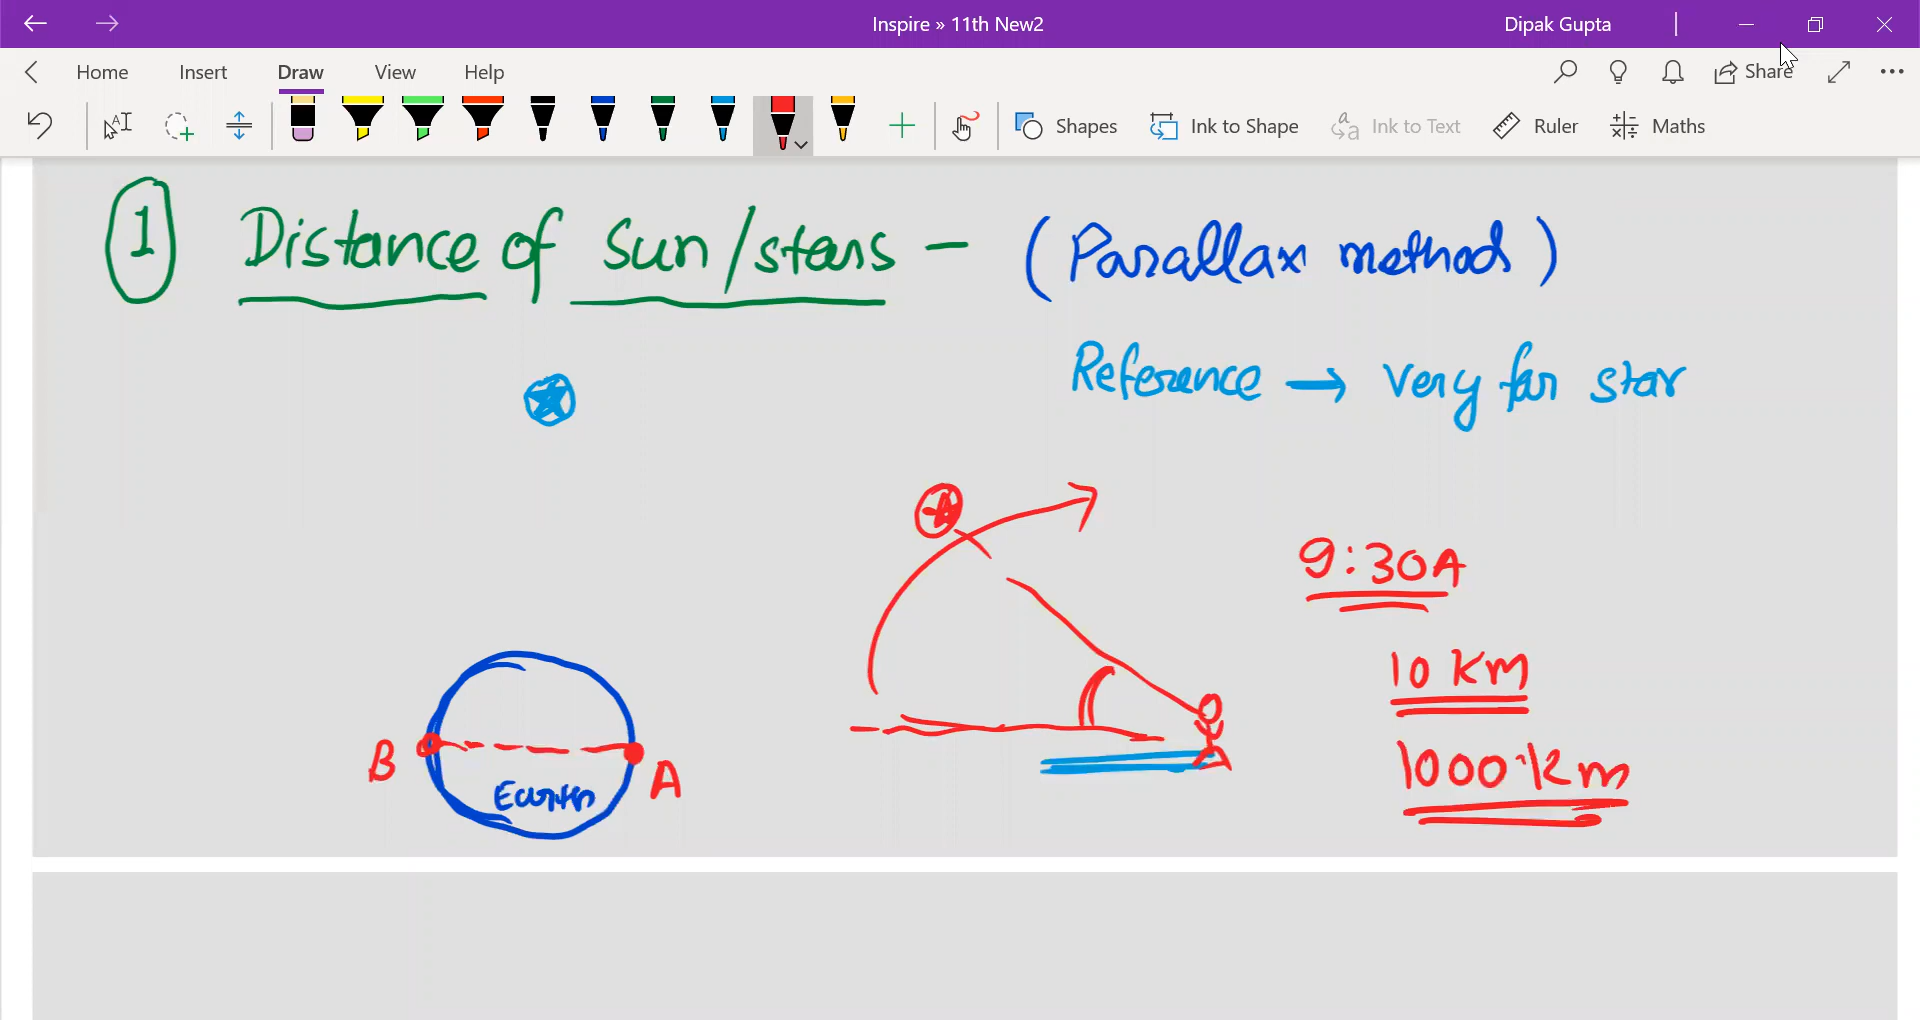 Inspire » 11th New2
Dipak Gupta
Home Insert Draw View Help
Share
Shapes Ink to Shape Ink to Text Ruler Maths
1 Distance of Sun/stars - (Parallax method)
Reference → Very far star
9:30A
10 Km
1000 Km
B A
Earth